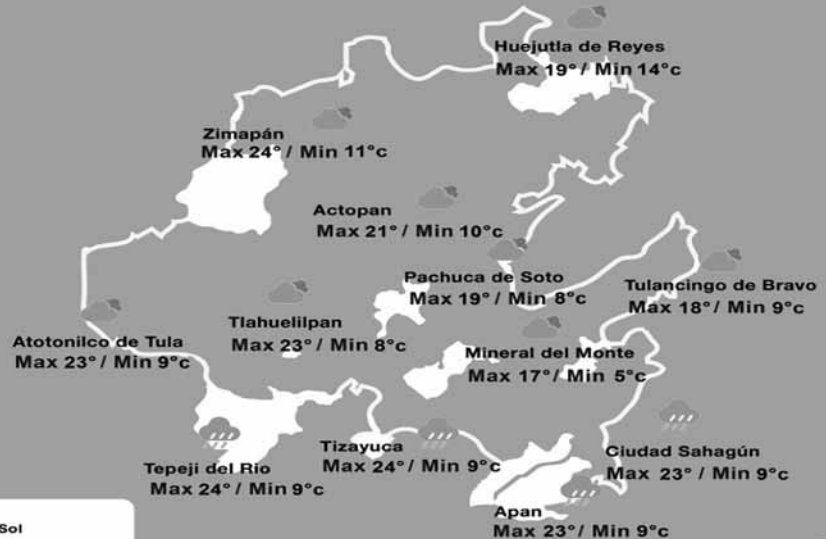 Huejutla de Reyes
Max 19° / Min 14°c
Zimapán
Max 24° / Min 11°c
Actopan
Max 21° / Min 10°c
Pachuca de Soto
Max 19° / Min 8°c
Tulancingo de Bravo
Max 18° / Min 9°c
Tlahuelilpan
Max 23° / Min 8°c
Atotonilco de Tula
Max 23° / Min 9°c
Mineral del Monte
Max 17° / Min 5°c
Tizayuca
Max 24° / Min 9°c
Ciudad Sahagún
Max 23° / Min 9°c
Tepeji del Rio
Max 24° / Min 9°c
Apan
Max 23° / Min 9°c
Sol